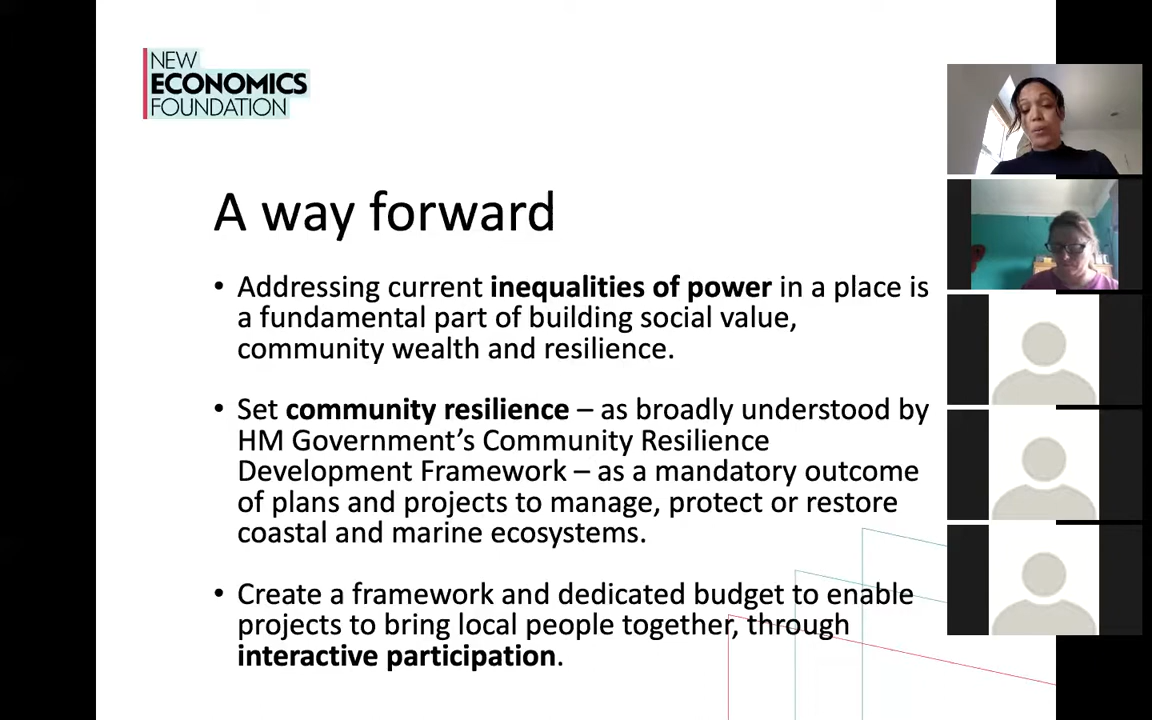 NEW
ECONOMICS
FOUNDATION
A way forward
• Addressing current inequalities of power in a place is
a fundamental part of building social value,
community wealth and resilience.
• Set community resilience – as broadly understood by
HM Government’s Community Resilience
Development Framework – as a mandatory outcome
of plans and projects to manage, protect or restore
coastal and marine ecosystems.
• Create a framework and dedicated budget to enable
projects to bring local people together, through
interactive participation.